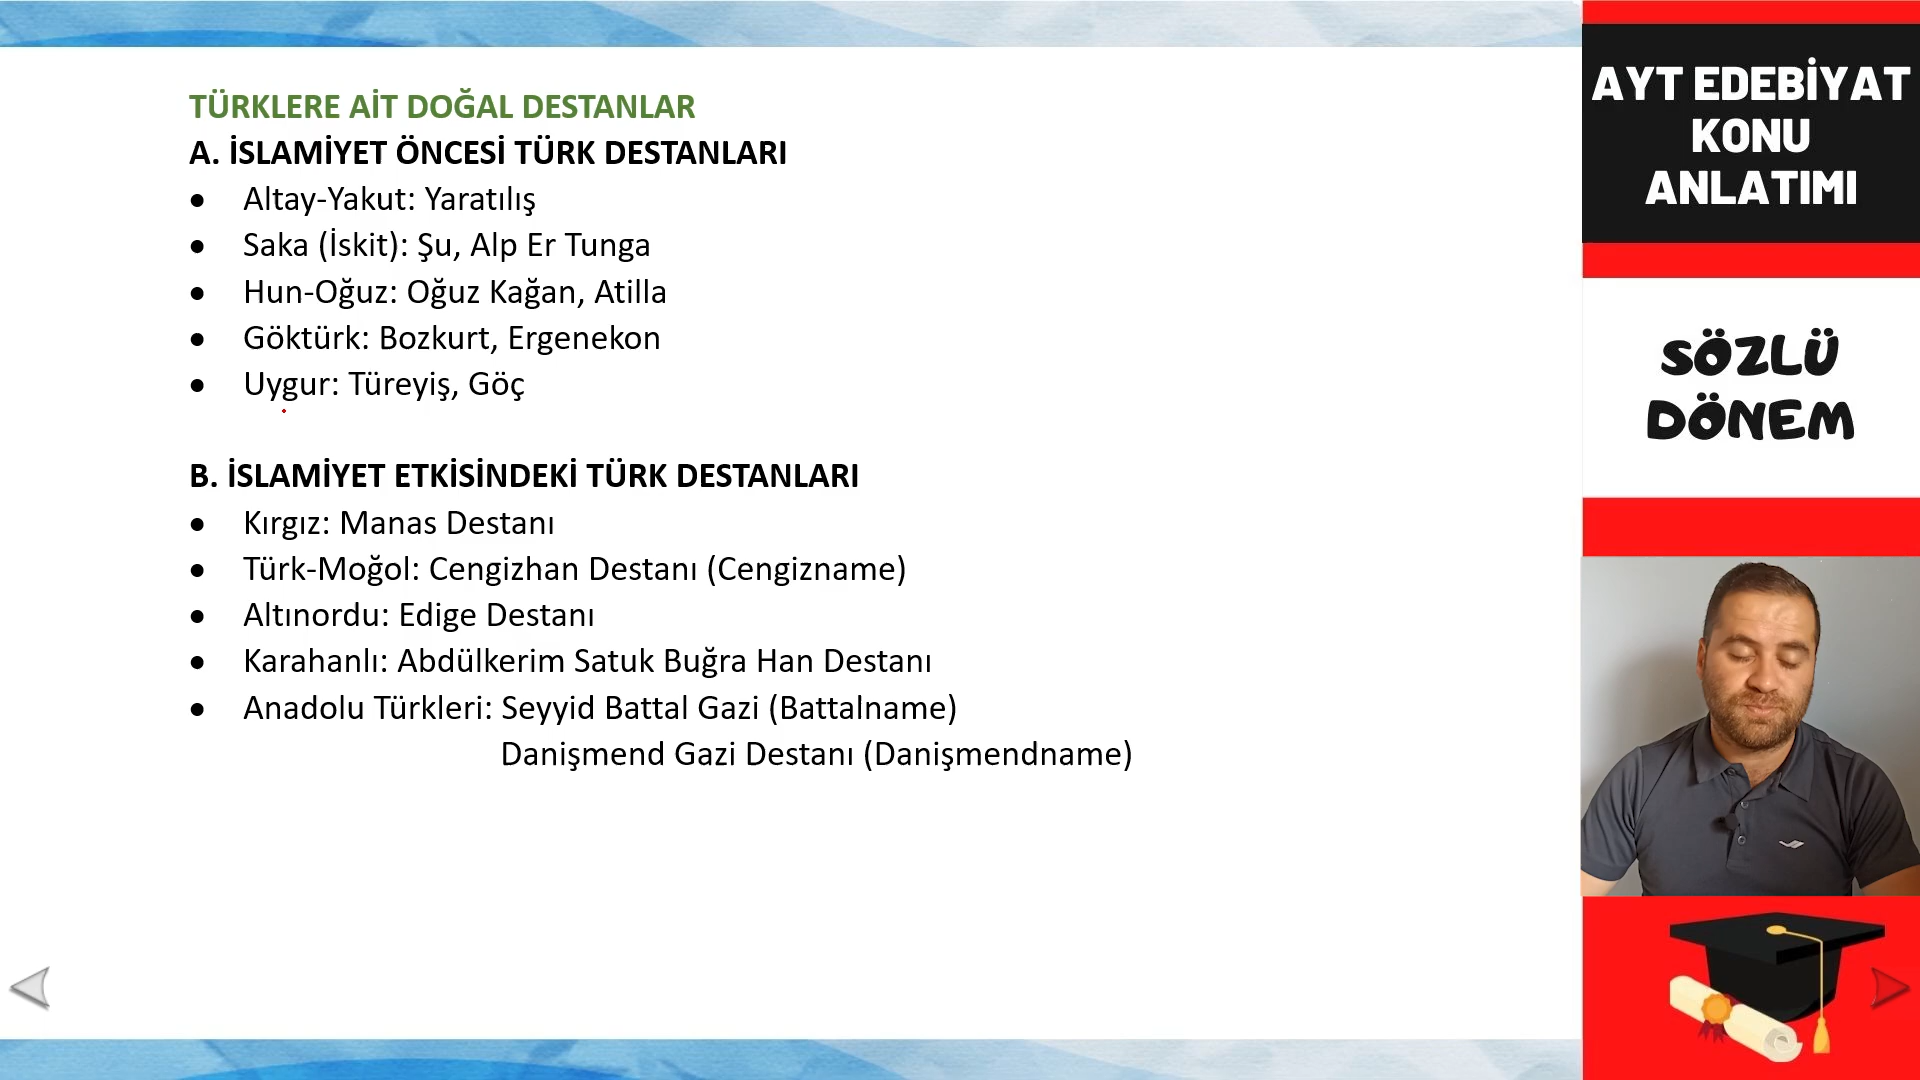 TÜRKLERE AİT DOĞAL DESTANLAR
A. İSLAMİYET ÖNCESİ TÜRK DESTANLARI
• Altay-Yakut: Yaratılış
• Saka (İskit): Şu, Alp Er Tunga
• Hun-Oğuz: Oğuz Kağan, Atilla
• Göktürk: Bozkurt, Ergenekon
• Uygur: Türeyiş, Göç
B. İSLAMİYET ETKİSİNDEKİ TÜRK DESTANLARI
• Kırgız: Manas Destanı
• Türk-Moğol: Cengizhan Destanı (Cengizname)
• Altınordu: Edige Destanı
• Karahanlı: Abdülkerim Satuk Buğra Han Destanı
• Anadolu Türkleri: Seyyid Battal Gazi (Battalname)
Danişmend Gazi Destanı (Danişmendname)
AYT EDEBİYAT
KONU
ANLATIMI
SÖZLÜ
DÖNEM